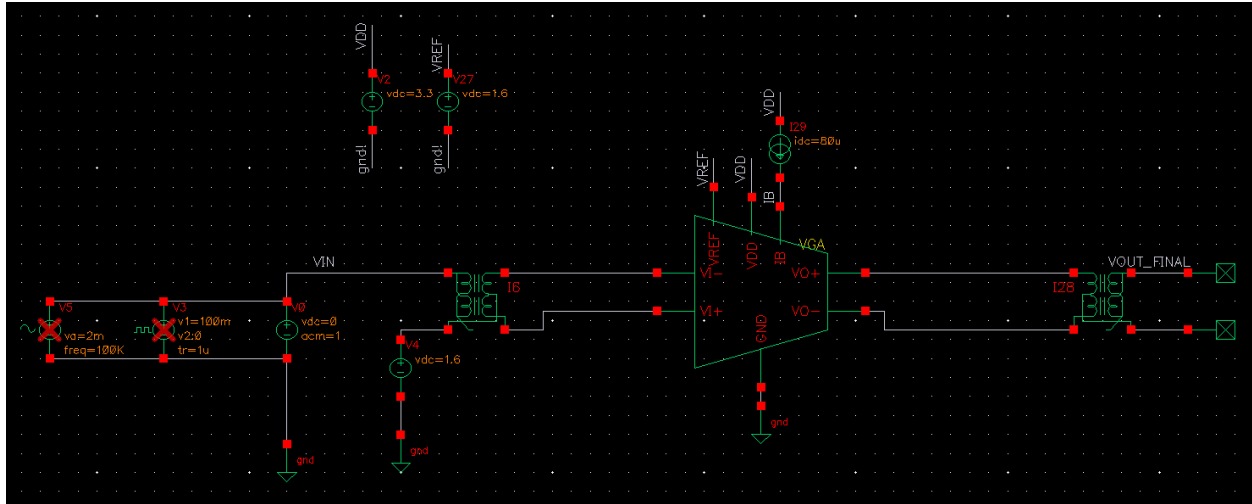 VDD
VREF
V2
vdc=3.3
V27
vdc=1.6
gnd!
gnd!
VDD
I29
idc=80u
VREF
VDD
IB
VGA
VREF
VDD
IB
VIN
I6
VI-
VI+
VO+
VO-
GND
gnd
VOUT_FINAL
I28
V5
va=2m
freq=100K
V3
v1=100m
v2:0
tr=1u
V0
vdc=0
acm=1
V4
vdc=1.6
gnd
gnd